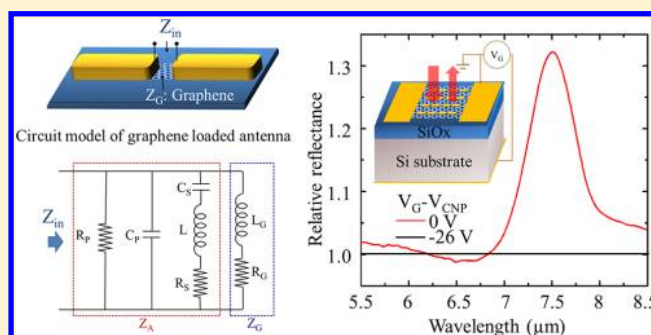 Z_in
Z_G: Graphene
Circuit model of graphene loaded antenna
Z_in
R_P
C_P
C_S
L
R_S
L_G
R_G
Z_A
Z_G
Relative reflectance
1.3
1.2
1.1
1.0
V_G
SiOx
Si substrate
V_G-V_CNP
0 V
-26 V
5.5 6 6.5 7 7.5 8 8.5
Wavelength (µm)